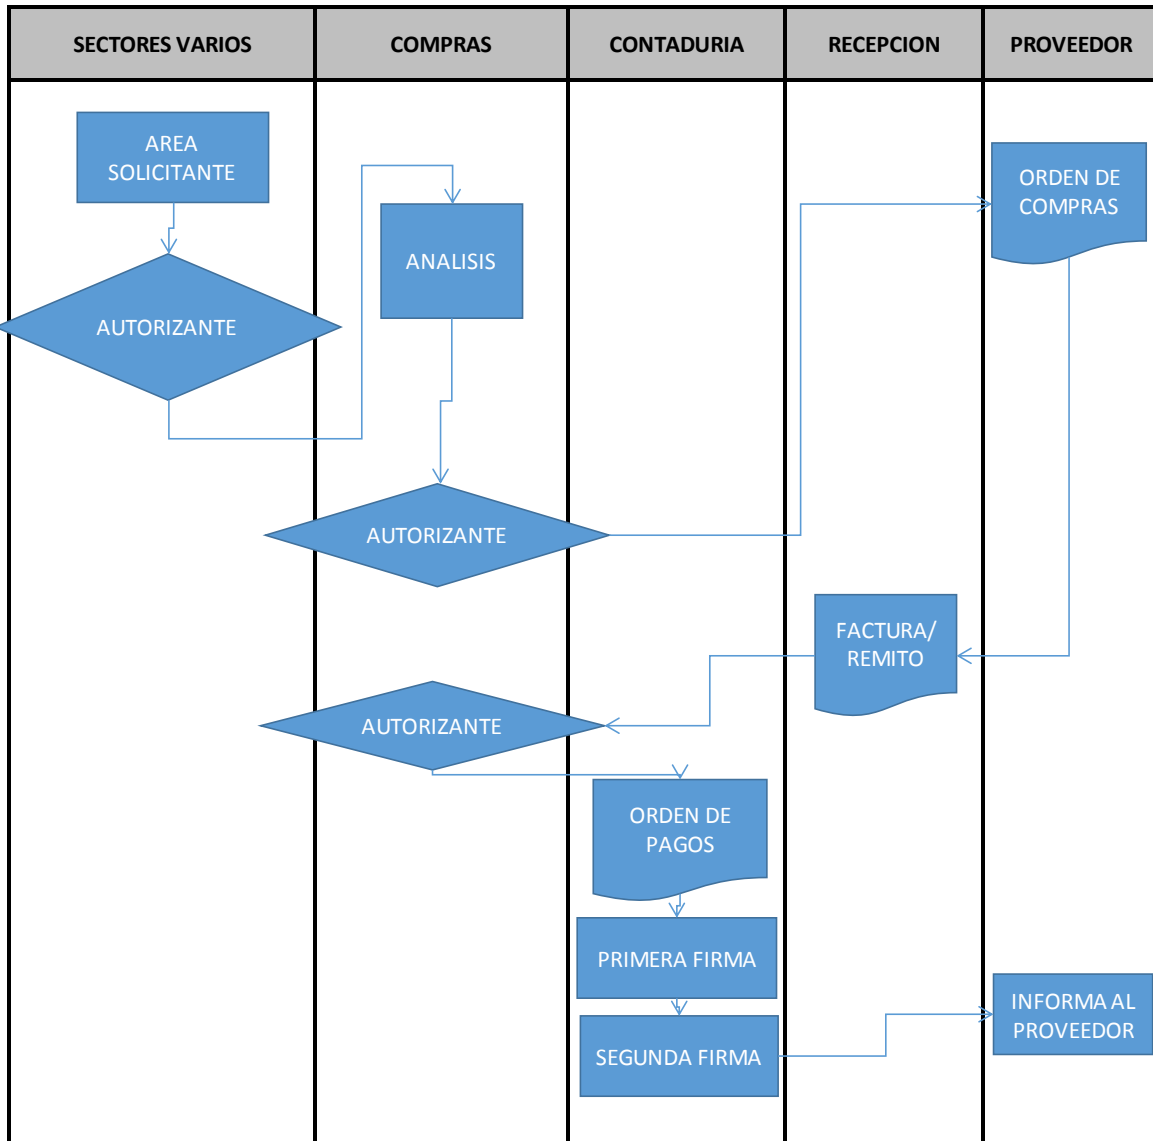 SECTORES VARIOS
COMPRAS
CONTADURIA
RECEPCION
PROVEEDOR
AREA
SOLICITANTE
ORDEN DE
COMPRAS
ANALISIS
AUTORIZANTE
AUTORIZANTE
FACTURA/
REMITO
AUTORIZANTE
ORDEN DE
PAGOS
PRIMERA FIRMA
SEGUNDA FIRMA
INFORMA AL
PROVEEDOR